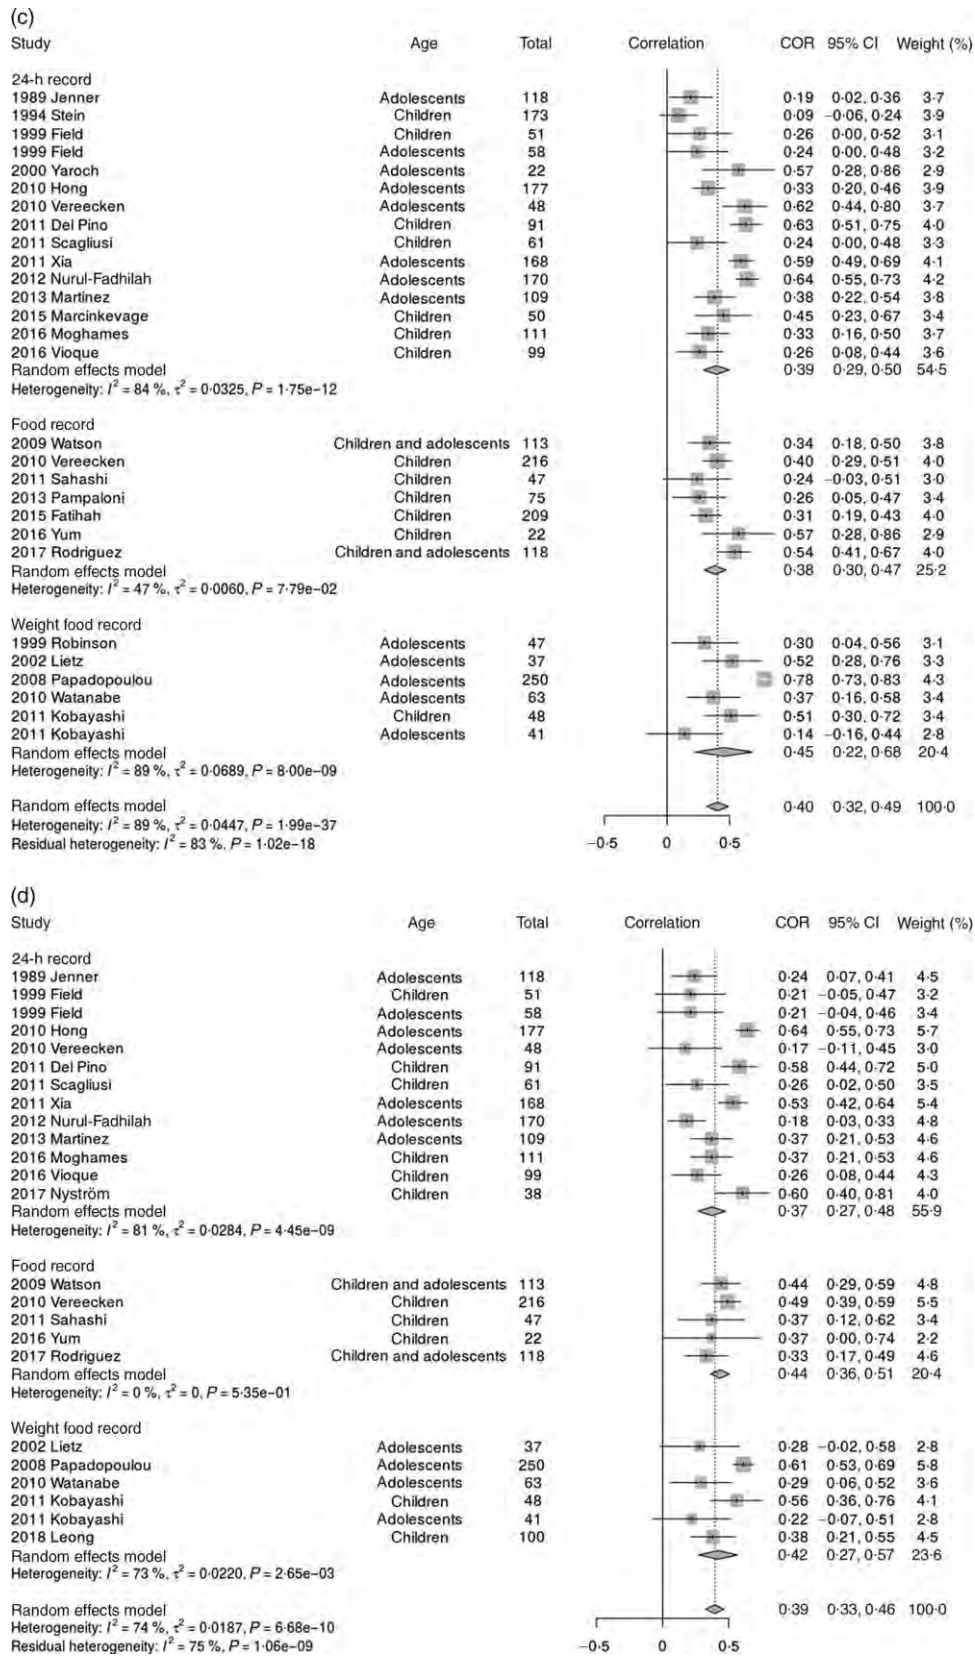 (c)
Study Age Total Correlation COR 95% CI Weight (%)
24-h record
1989 Jenner Adolescents 118 0·19 0·02, 0·36 3·7
1994 Stein Children 173 0·09 −0·06, 0·24 3·9
1999 Field Children 51 0·26 0·00, 0·52 3·1
1999 Field Adolescents 58 0·24 0·00, 0·48 3·2
2000 Yaroch Adolescents 22 0·57 0·28, 0·86 2·9
2010 Hong Adolescents 177 0·33 0·20, 0·46 3·9
2010 Vereecken Adolescents 48 0·62 0·44, 0·80 3·7
2011 Del Pino Children 91 0·63 0·51, 0·75 4·0
2011 Scagliusi Children 61 0·24 0·00, 0·48 3·3
2011 Xia Adolescents 168 0·59 0·49, 0·69 4·1
2012 Nurul-Fadhilah Adolescents 170 0·64 0·55, 0·73 4·2
2013 Martinez Adolescents 109 0·38 0·22, 0·54 3·8
2015 Marcinkevage Children 50 0·45 0·23, 0·67 3·4
2016 Moghames Children 111 0·33 0·16, 0·50 3·7
2016 Vioque Children 99 0·26 0·08, 0·44 3·6
Random effects model 0·39 0·29, 0·50 54·5
Heterogeneity: I² = 84 %, τ² = 0·0325, P = 1·75e−12
Food record
2009 Watson Children and adolescents 113 0·34 0·18, 0·50 3·8
2010 Vereecken Children 216 0·40 0·29, 0·51 4·0
2011 Sahashi Children 47 0·24 −0·03, 0·51 3·0
2013 Pampaloni Children 75 0·26 0·05, 0·47 3·4
2015 Fatihah Children 209 0·31 0·19, 0·43 4·0
2016 Yum Children 22 0·57 0·28, 0·86 2·9
2017 Rodriguez Children and adolescents 118 0·54 0·41, 0·67 4·0
Random effects model 0·38 0·30, 0·47 25·2
Heterogeneity: I² = 47 %, τ² = 0·0060, P = 7·79e−02
Weight food record
1999 Robinson Adolescents 47 0·30 0·04, 0·56 3·1
2002 Lietz Adolescents 37 0·52 0·28, 0·76 3·3
2008 Papadopoulou Adolescents 250 0·78 0·73, 0·83 4·3
2010 Watanabe Adolescents 63 0·37 0·16, 0·58 3·4
2011 Kobayashi Children 48 0·51 0·30, 0·72 3·4
2011 Kobayashi Adolescents 41 0·14 −0·16, 0·44 2·8
Random effects model 0·45 0·22, 0·68 20·4
Heterogeneity: I² = 89 %, τ² = 0·0689, P = 8·00e−09
Random effects model 0·40 0·32, 0·49 100·0
Heterogeneity: I² = 89 %, τ² = 0·0447, P = 1·99e−37
Residual heterogeneity: I² = 83 %, P = 1·02e−18
−0·5 0 0·5
(d)
Study Age Total Correlation COR 95% CI Weight (%)
24-h record
1989 Jenner Adolescents 118 0·24 0·07, 0·41 4·5
1999 Field Children 51 0·21 −0·05, 0·47 3·2
1999 Field Adolescents 58 0·21 −0·04, 0·46 3·4
2010 Hong Adolescents 177 0·64 0·55, 0·73 5·7
2010 Vereecken Adolescents 48 0·17 −0·11, 0·45 3·0
2011 Del Pino Children 91 0·58 0·44, 0·72 5·0
2011 Scagliusi Children 61 0·26 0·02, 0·50 3·5
2011 Xia Adolescents 168 0·53 0·42, 0·64 5·4
2012 Nurul-Fadhilah Adolescents 170 0·18 0·03, 0·33 4·8
2013 Martinez Adolescents 109 0·37 0·21, 0·53 4·6
2016 Moghames Children 111 0·37 0·21, 0·53 4·6
2016 Vioque Children 99 0·26 0·08, 0·44 4·3
2017 Nyström Children 38 0·60 0·40, 0·81 4·0
Random effects model 0·37 0·27, 0·48 55·9
Heterogeneity: I² = 81 %, τ² = 0·0284, P = 4·45e−09
Food record
2009 Watson Children and adolescents 113 0·44 0·29, 0·59 4·8
2010 Vereecken Children 216 0·49 0·39, 0·59 5·5
2011 Sahashi Children 47 0·37 0·12, 0·62 3·4
2016 Yum Children 22 0·37 0·00, 0·74 2·2
2017 Rodriguez Children and adolescents 118 0·33 0·17, 0·49 4·6
Random effects model 0·44 0·36, 0·51 20·4
Heterogeneity: I² = 0 %, τ² = 0, P = 5·35e−01
Weight food record
2002 Lietz Adolescents 37 0·28 −0·02, 0·58 2·8
2008 Papadopoulou Adolescents 250 0·61 0·53, 0·69 5·8
2010 Watanabe Adolescents 63 0·29 0·06, 0·52 3·6
2011 Kobayashi Children 48 0·56 0·36, 0·76 4·1
2011 Kobayashi Adolescents 41 0·22 −0·07, 0·51 2·8
2018 Leong Children 100 0·38 0·21, 0·55 4·5
Random effects model 0·42 0·27, 0·57 23·6
Heterogeneity: I² = 73 %, τ² = 0·0220, P = 2·65e−03
Random effects model 0·39 0·33, 0·46 100·0
Heterogeneity: I² = 74 %, τ² = 0·0187, P = 6·68e−10
Residual heterogeneity: I² = 75 %, P = 1·06e−09
−0·5 0 0·5